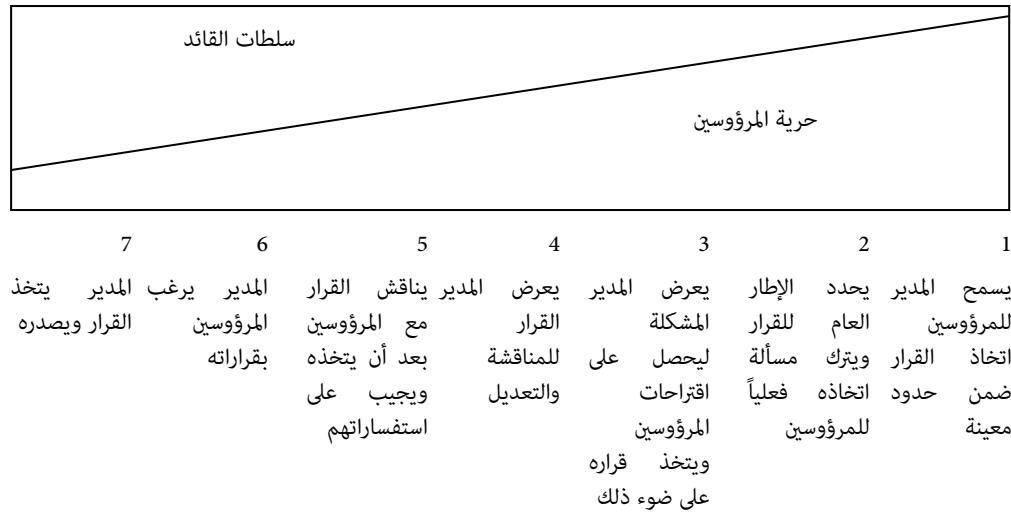 سلطات القائد
حرية المرؤوسين
1 2 3 4 5 6 7
يسمح المدير
للمرؤوسين
اتخاذ القرار
ضمن حدود
معينة
يحدد الإطار
العام للقرار
ويترك مسألة
اتخاذه فعلياً
للمرؤوسين
يعرض المدير
المشكلة
ليحصل على
اقتراحات
المرؤوسين
ويتخذ قراره
على ضوء ذلك
يعرض المدير
القرار
للمناقشة
والتعديل
يناقش القرار
مع المرؤوسين
بعد أن يتخذه
ويجيب على
استفساراتهم
المدير يرغب
المرؤوسين
بقراراته
المدير يتخذ
القرار ويصدره